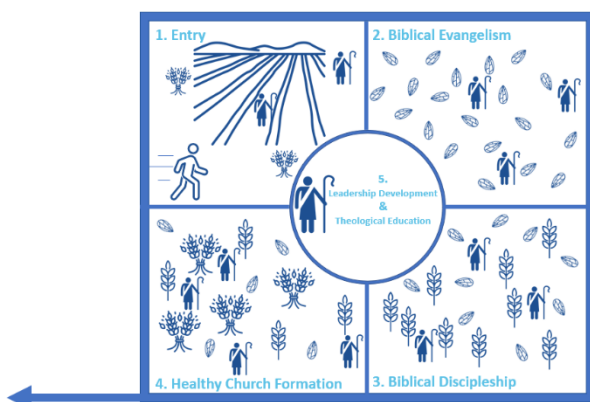 1. Entry
2. Biblical Evangelism
5.
Leadership Development
&
Theological Education
4. Healthy Church Formation
3. Biblical Discipleship